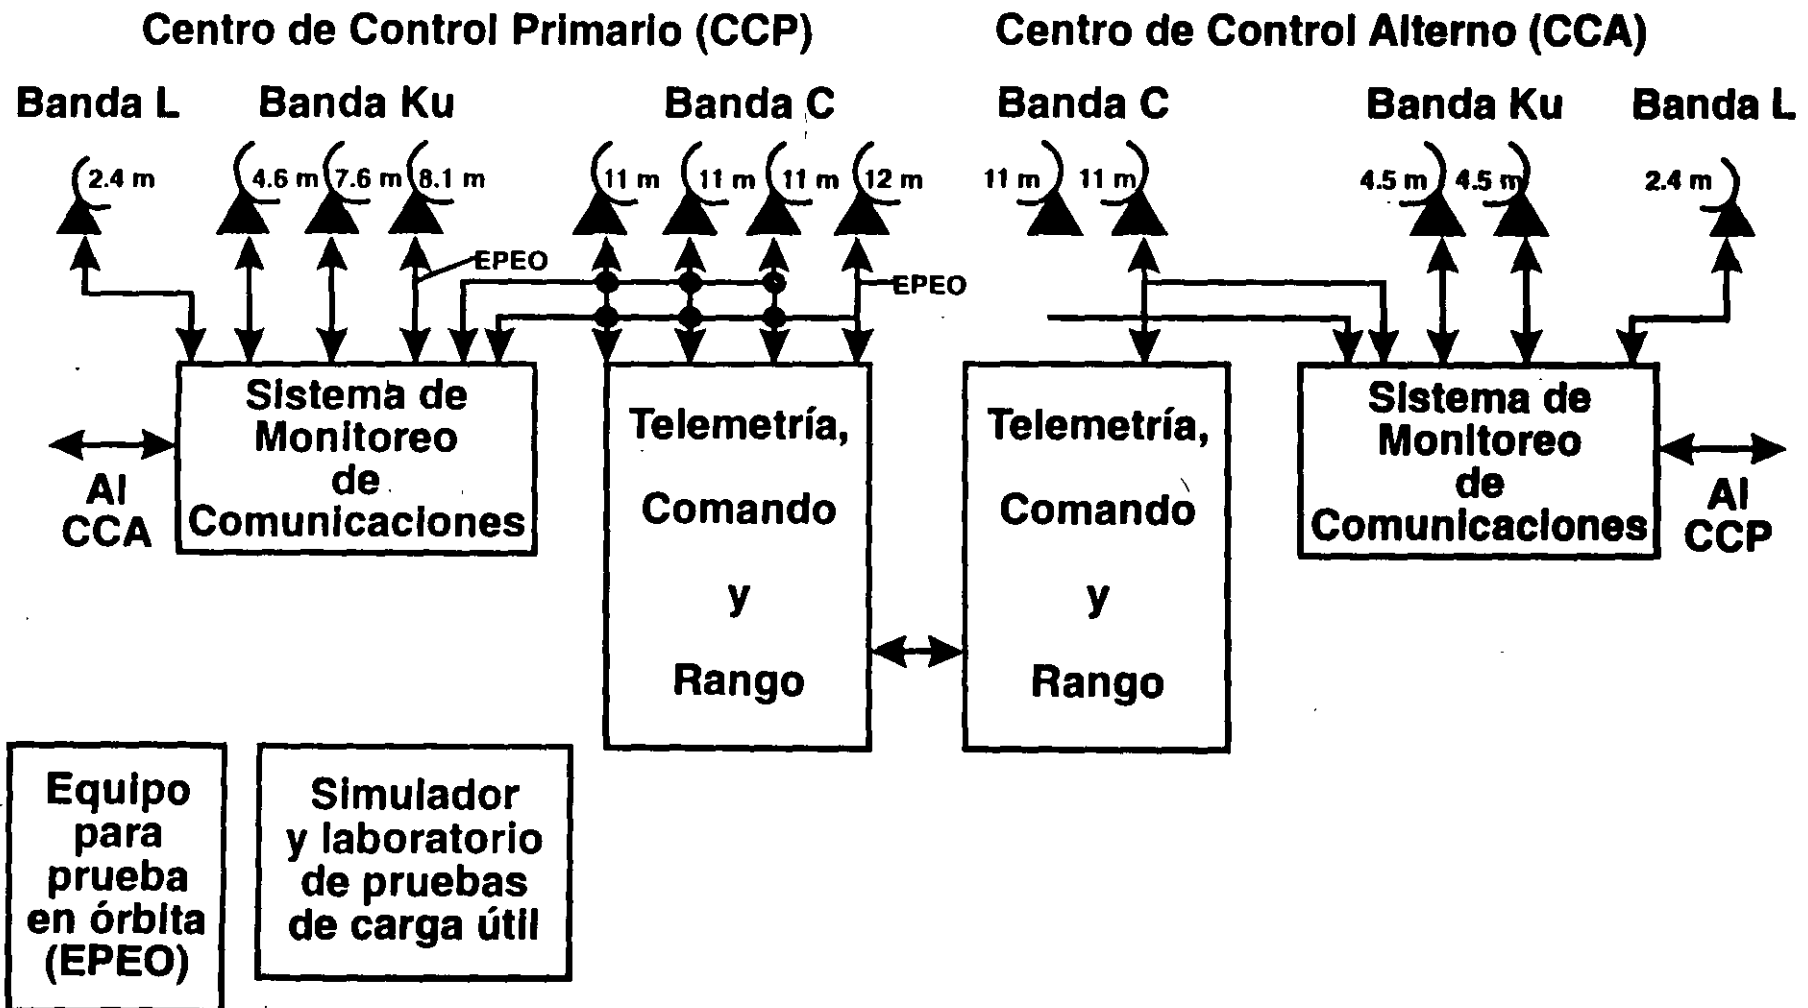 Centro de Control Primario (CCP)
Centro de Control Alterno (CCA)
Banda L
Banda Ku
Banda C
Banda C
Banda Ku
Banda L
2.4 m
4.6 m
7.6 m
8.1 m
11 m
11 m
11 m
12 m
11 m
11 m
4.5 m
4.5 m
2.4 m
EPEO
EPEO
Sistema de
Monitoreo
de
Comunicaciones
Al
CCA
Telemetría,
Comando
y
Rango
Telemetría,
Comando
y
Rango
Sistema de
Monitoreo
de
Comunicaciones
Al
CCP
Equipo
para
prueba
en órbita
(EPEO)
Simulador
y laboratorio
de pruebas
de carga útil